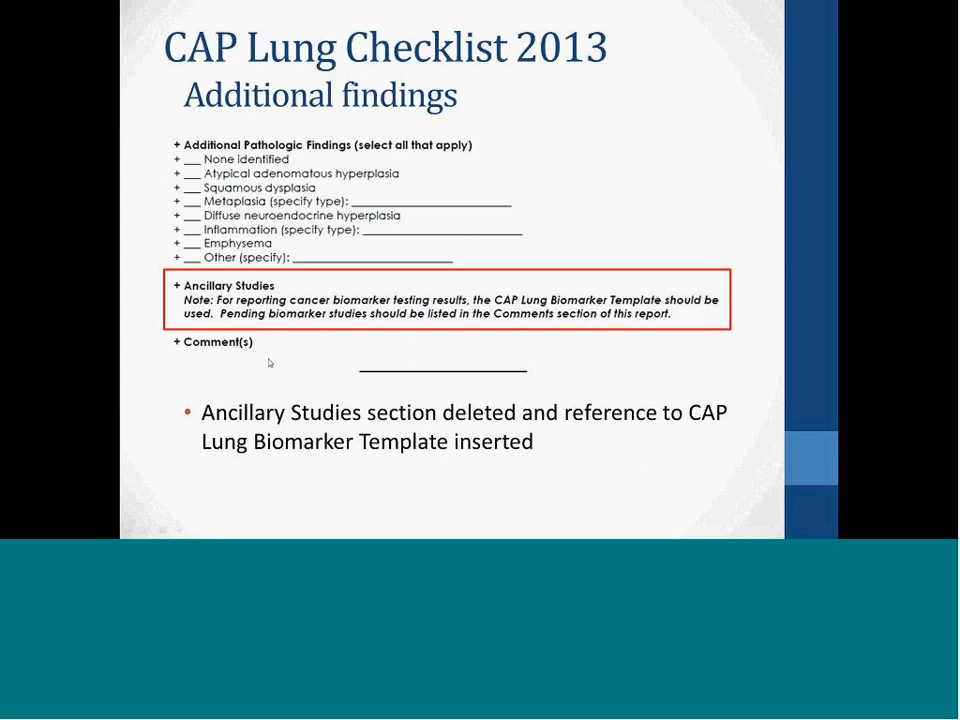 CAP Lung Checklist 2013
Additional findings
+ Additional Pathologic Findings (select all that apply)
+ ___ None identified
+ ___ Atypical adenomatous hyperplasia
+ ___ Squamous dysplasia
+ ___ Metaplasia (specify type): ____________________________
+ ___ Diffuse neuroendocrine hyperplasia
+ ___ Inflammation (specify type): ____________________________
+ ___ Emphysema
+ ___ Other (specify): ____________________________
+ Ancillary Studies
Note: For reporting cancer biomarker testing results, the CAP Lung Biomarker Template should be
used. Pending biomarker studies should be listed in the Comments section of this report.
+ Comment(s)
• Ancillary Studies section deleted and reference to CAP
Lung Biomarker Template inserted